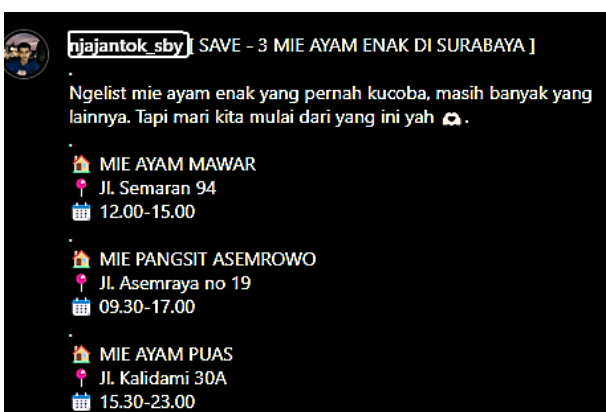 njajantok_sby [ SAVE - 3 MIE AYAM ENAK DI SURABAYA ]
.
Ngelist mie ayam enak yang pernah kucoba, masih banyak yang
lainnya. Tapi mari kita mulai dari yang ini yah 🫶.
.
🏠 MIE AYAM MAWAR
📍 Jl. Semaran 94
🗓️ 12.00-15.00
.
🏠 MIE PANGSIT ASEMROWO
📍 Jl. Asemraya no 19
🗓️ 09.30-17.00
.
🏠 MIE AYAM PUAS
📍 Jl. Kalidami 30A
🗓️ 15.30-23.00